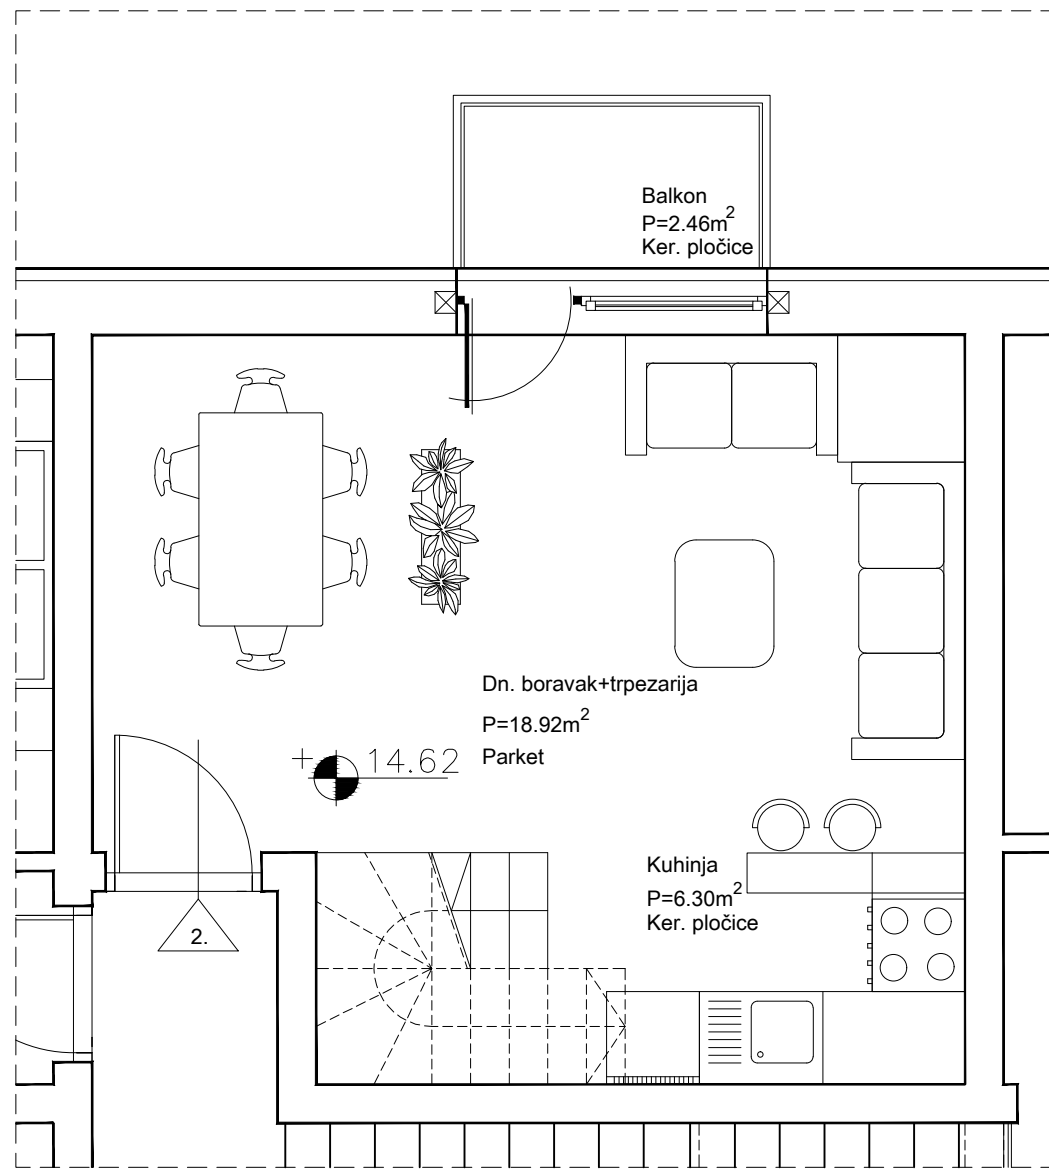 Balkon
P=2.46m²
Ker. pločice
Dn. boravak+trpezarija
P=18.92m²
Parket
+ 14.62
Kuhinja
P=6.30m²
Ker. pločice
2.